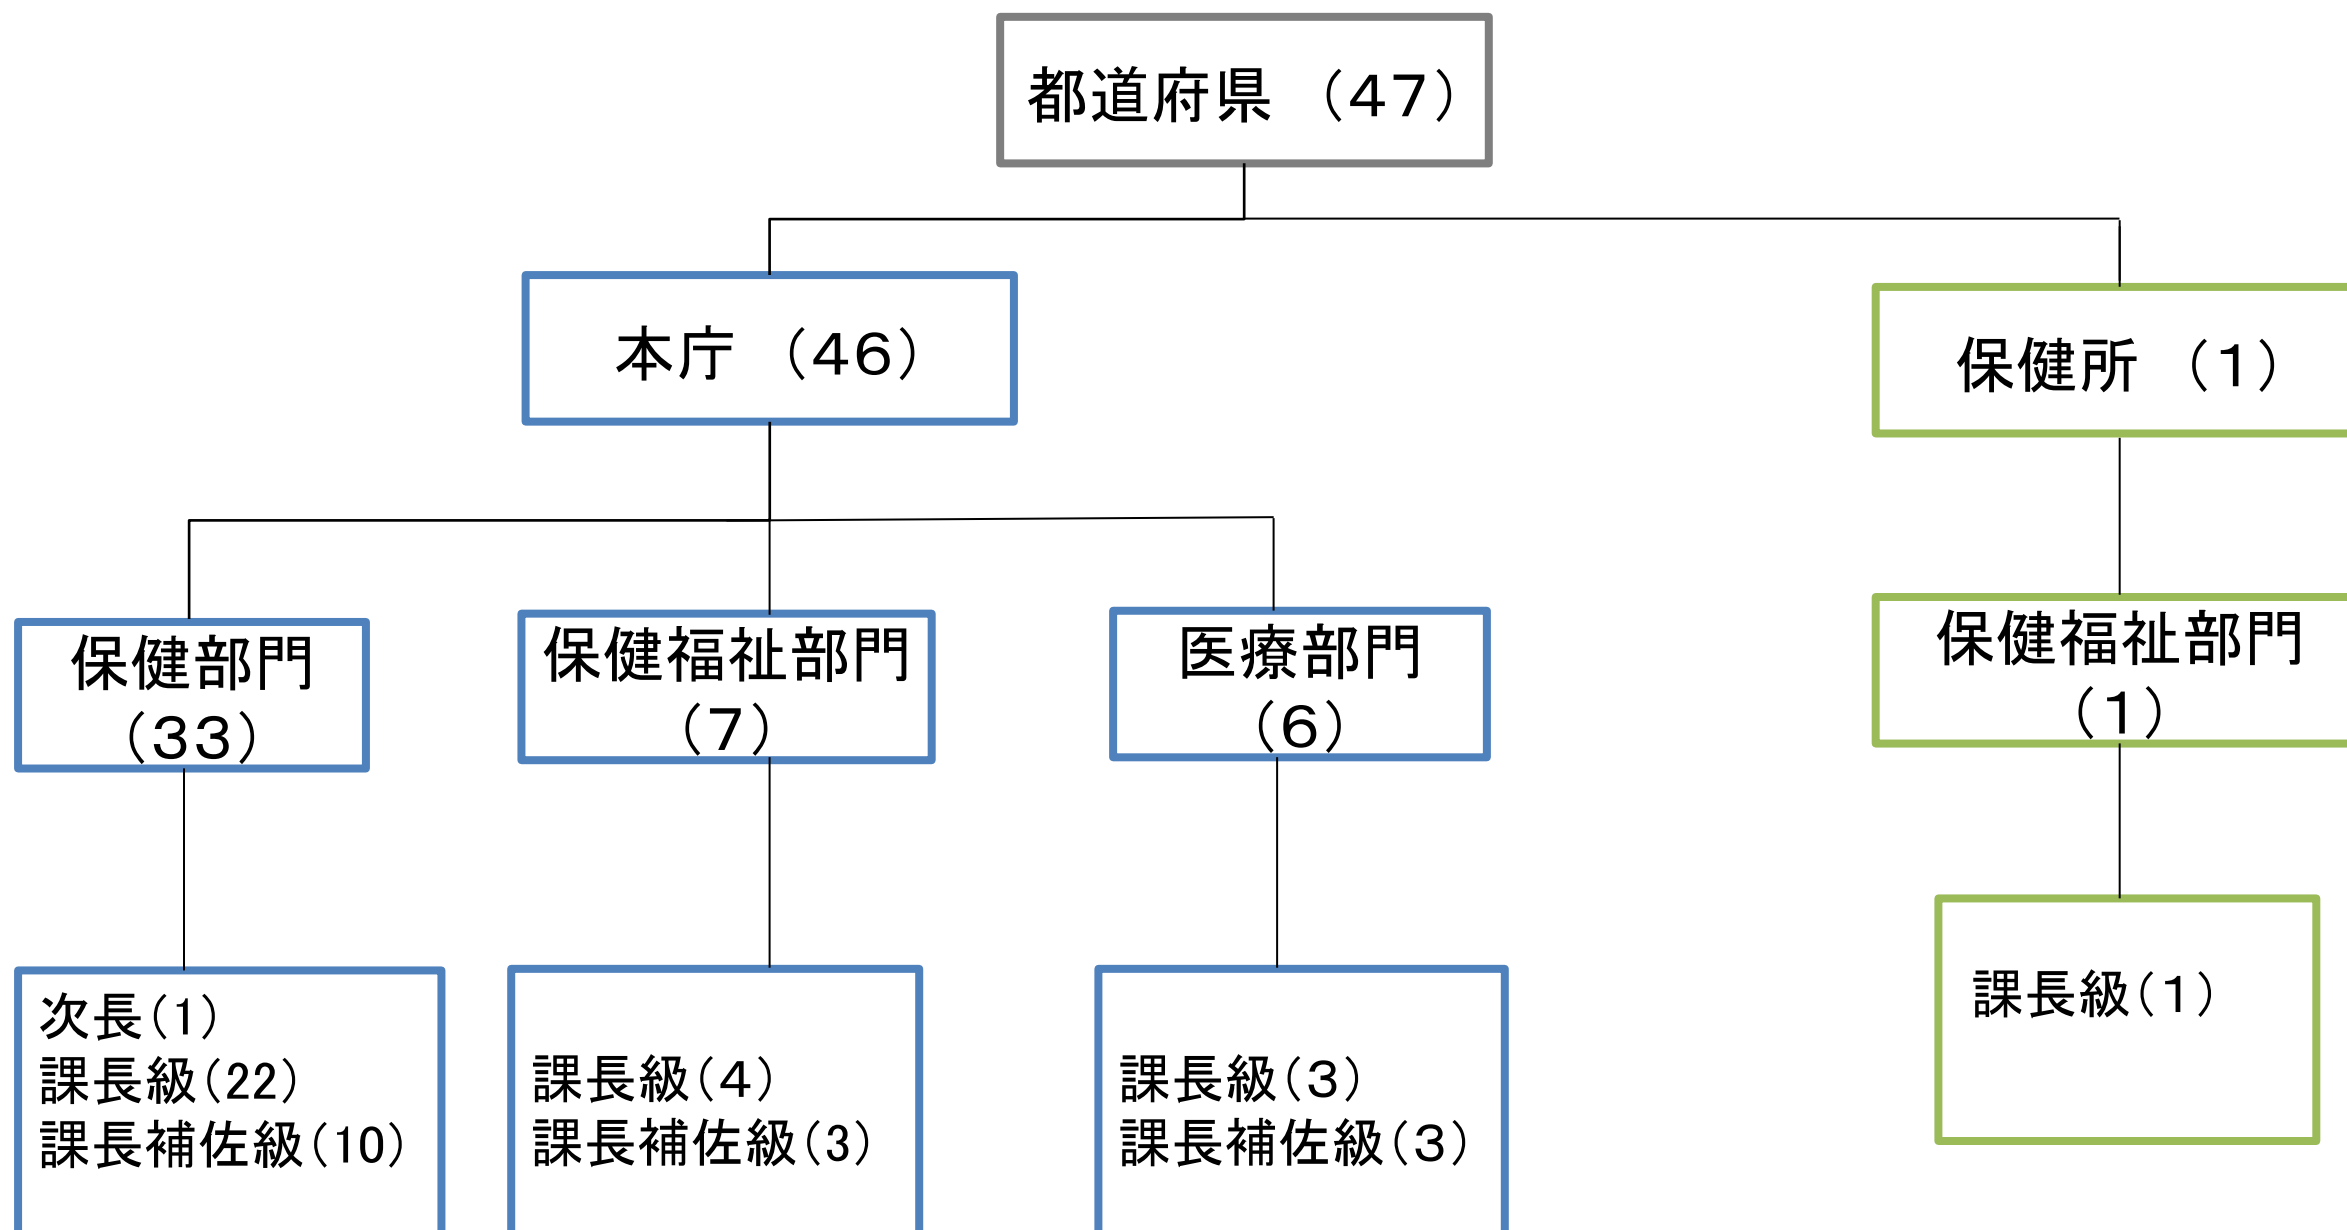 都道府県 （47）
本庁 （46）
保健所 （1）
保健部門
（33）
保健福祉部門
（7）
医療部門
（6）
保健福祉部門
（1）
次長(1)
課長級(22)
課長補佐級(10)
課長級(4)
課長補佐級(3)
課長級(3)
課長補佐級(3)
課長級(1)